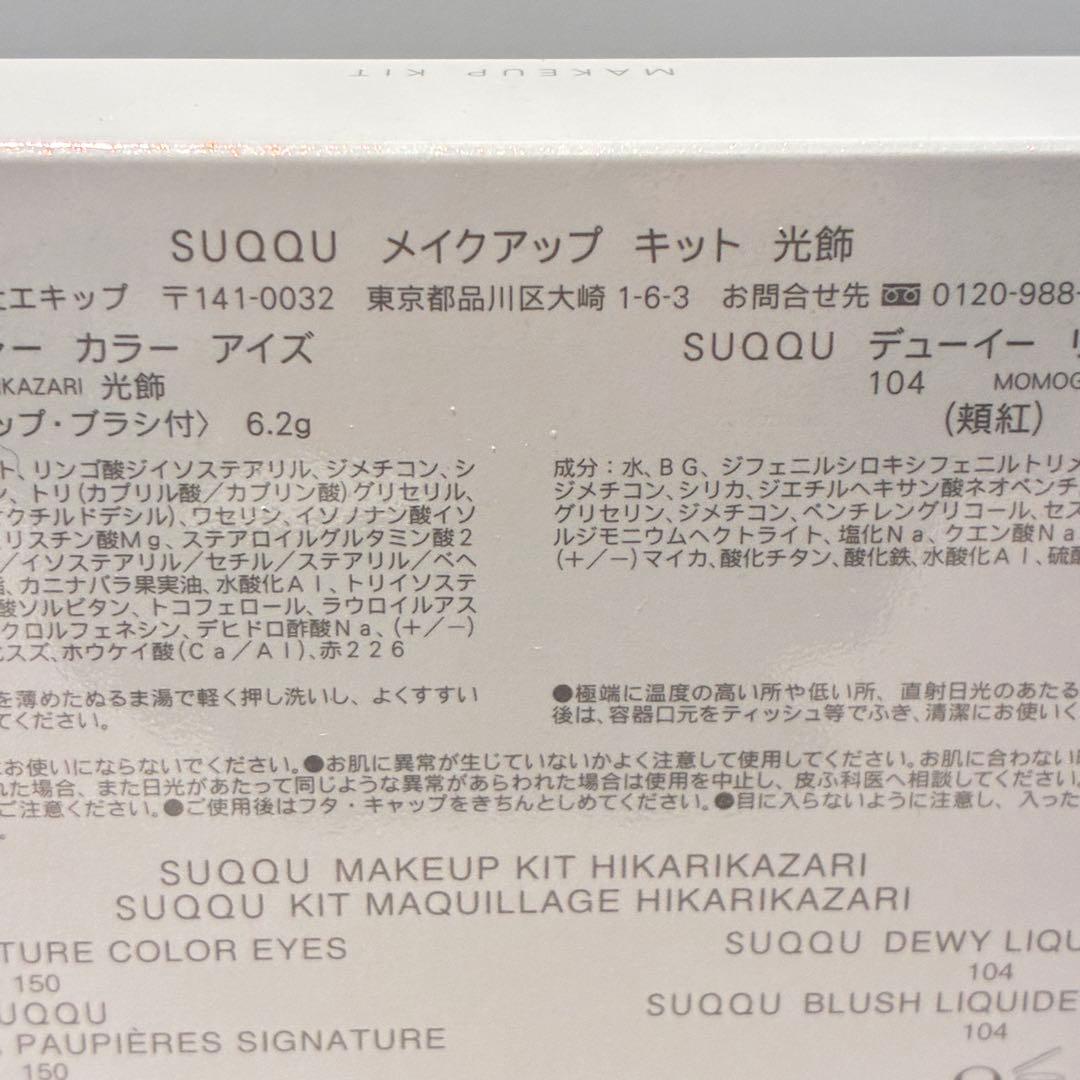 MAKEUP KIT
SUQQU メイクアップ キット 光飾
エキップ 〒141-0032 東京都品川区大崎 1-6-3 お問合せ先 0120-988-
ー カラー アイズ
SUQQU デューイー リ
KAZARI 光飾
104 MOMOG
ップ・ブラシ付〉 6.2g
(頬紅)
ト、リンゴ酸ジイソステアリル、ジメチコン、シ
ン、トリ(カプリル酸/カプリン酸)グリセリル、
クチルドデシル)、ワセリン、イソノナン酸イソ
リスチン酸Mg、ステアロイルグルタミン酸2
/イソステアリル/セチル/ステアリル/ベヘ
、カニナバラ果実油、水酸化Al、トリイソステ
酸ソルビタン、トコフェロール、ラウロイルアス
クロルフェネシン、デヒドロ酢酸Na、(+/−)
スズ、ホウケイ酸(Ca/Al)、赤226
成分:水、BG、ジフェニルシロキシフェニルトリメ
ジメチコン、シリカ、ジエチルヘキサン酸ネオペンチ
グリセリン、ジメチコン、ペンチレングリコール、セス
ルジモニウムヘクトライト、塩化Na、クエン酸Na
(+/−)マイカ、酸化チタン、酸化鉄、水酸化Al、硫酸
を薄めたぬるま湯で軽く押し洗いし、よくすすい
てください。
●極端に温度の高い所や低い所、直射日光のあたる
後は、容器口元をティッシュ等でふき、清潔にお使いく
お使いにならないでください。●お肌に異常が生じていないかよく注意して使用してください。お肌に合わない
れた場合、また日光があたって同じような異常があらわれた場合は使用を中止し、皮ふ科医へ相談してください。
ご注意ください。●ご使用後はフタ・キャップをきちんとしめてください。●目に入らないように注意し、入った
。
SUQQU MAKEUP KIT HIKARIKAZARI
SUQQU KIT MAQUILLAGE HIKARIKAZARI
TURE COLOR EYES
150
UQQU
PAUPIÈRES SIGNATURE
150
SUQQU DEWY LIQU
104
SUQQU BLUSH LIQUIDE
104